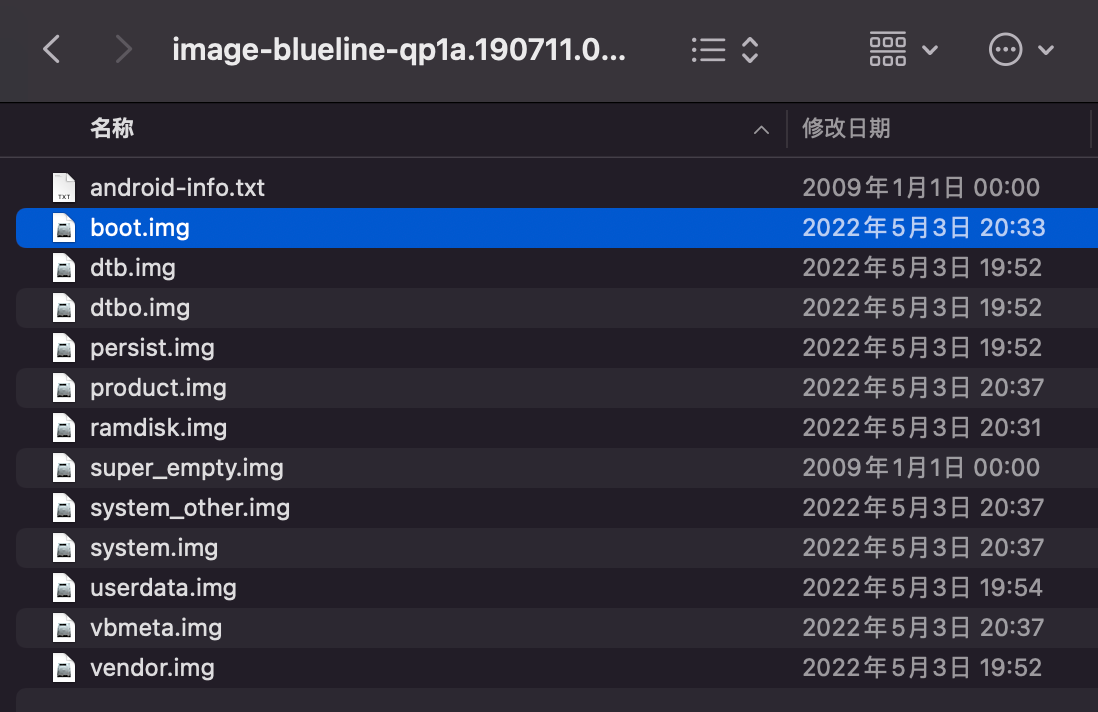 image-blueline-qp1a.190711.0...
名称 修改日期
TXT
android-info.txt 2009年1月1日 00:00
boot.img 2022年5月3日 20:33
dtb.img 2022年5月3日 19:52
dtbo.img 2022年5月3日 19:52
persist.img 2022年5月3日 19:52
product.img 2022年5月3日 20:37
ramdisk.img 2022年5月3日 20:31
super_empty.img 2009年1月1日 00:00
system_other.img 2022年5月3日 20:37
system.img 2022年5月3日 20:37
userdata.img 2022年5月3日 19:54
vbmeta.img 2022年5月3日 20:37
vendor.img 2022年5月3日 19:52